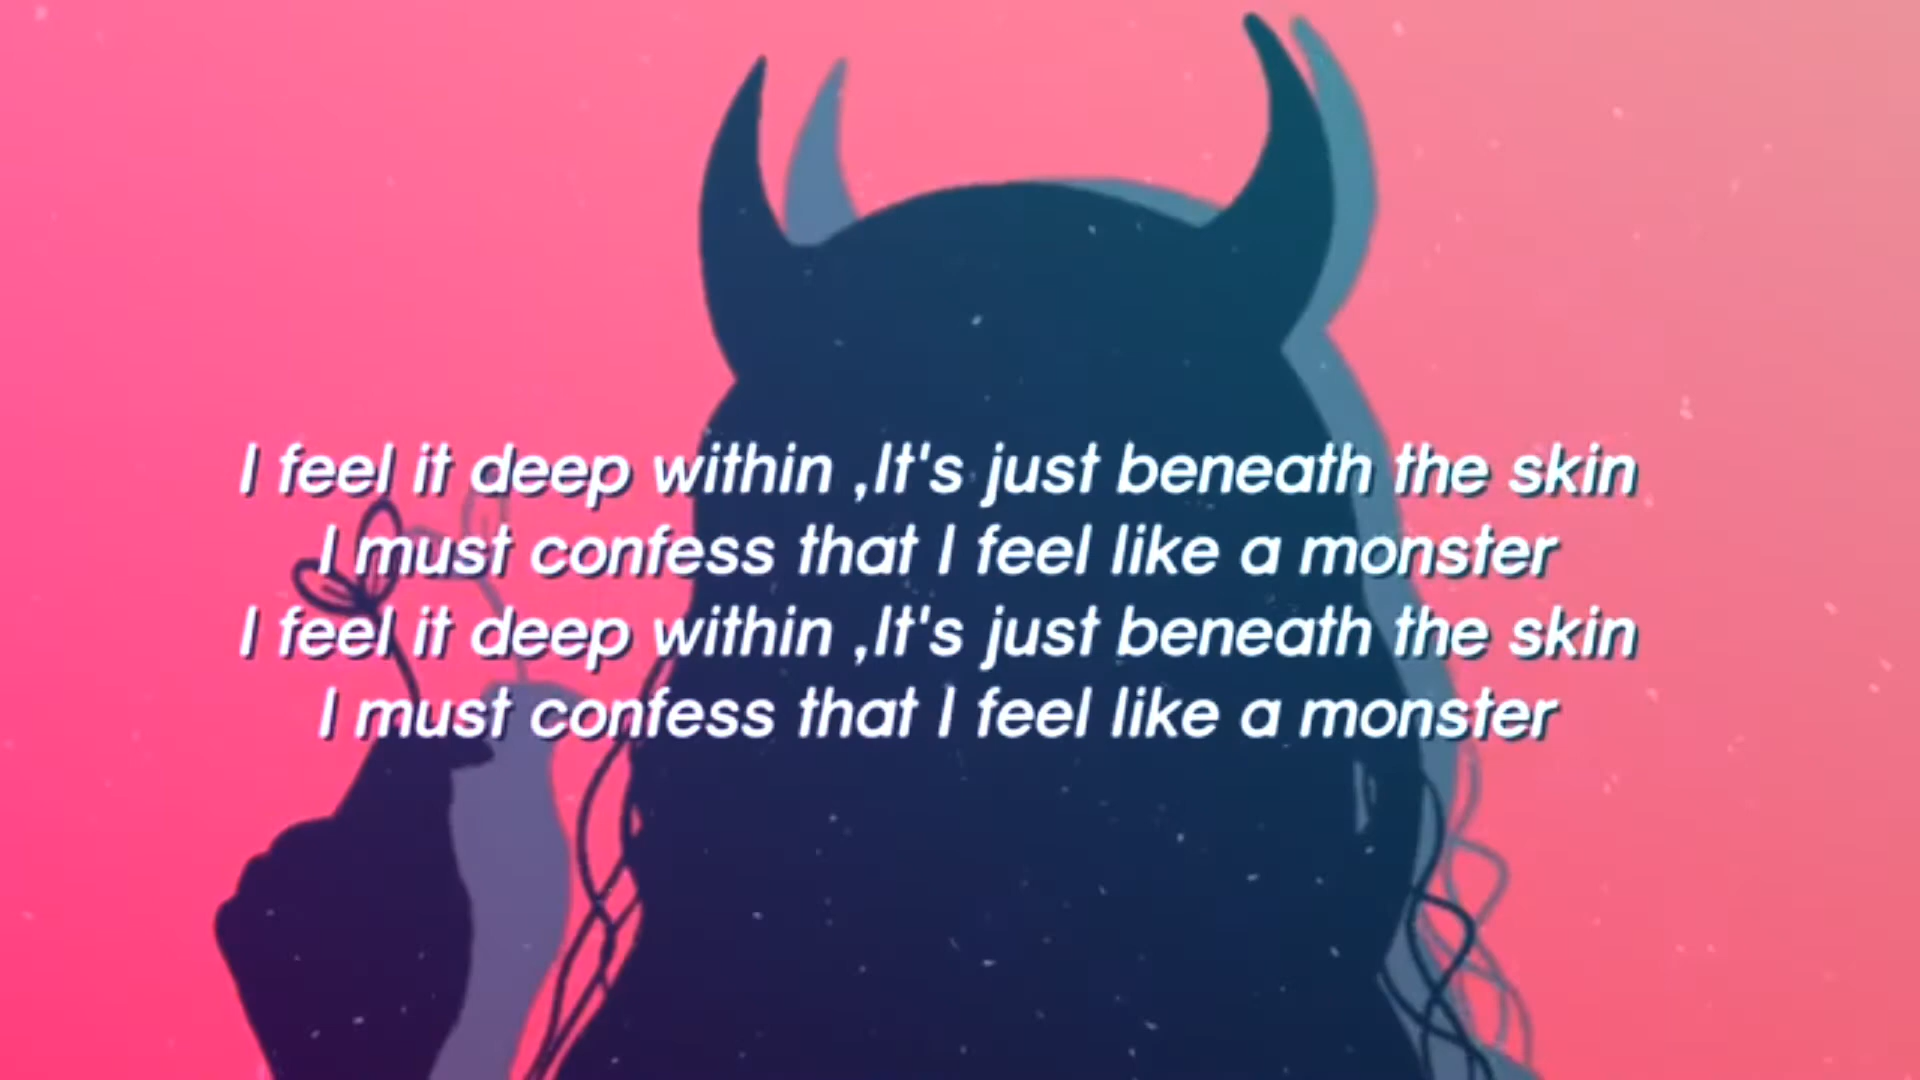 I feel it deep within ,It's just beneath the skin
I must confess that I feel like a monster
I feel it deep within ,It's just beneath the skin
I must confess that I feel like a monster